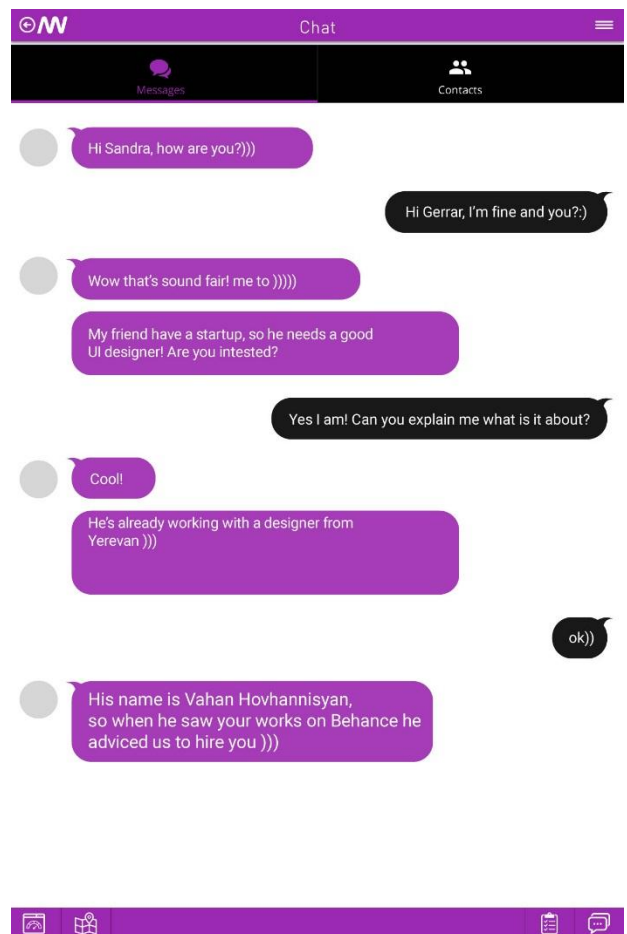 Chat
Messages
Contacts
Hi Sandra, how are you?)))
Hi Gerrar, I'm fine and you?:)
Wow that's sound fair! me to )))))
My friend have a startup, so he needs a good
UI designer! Are you intested?
Yes I am! Can you explain me what is it about?
Cool!
He's already working with a designer from
Yerevan )))
ok))
His name is Vahan Hovhannisyan,
so when he saw your works on Behance he
adviced us to hire you )))